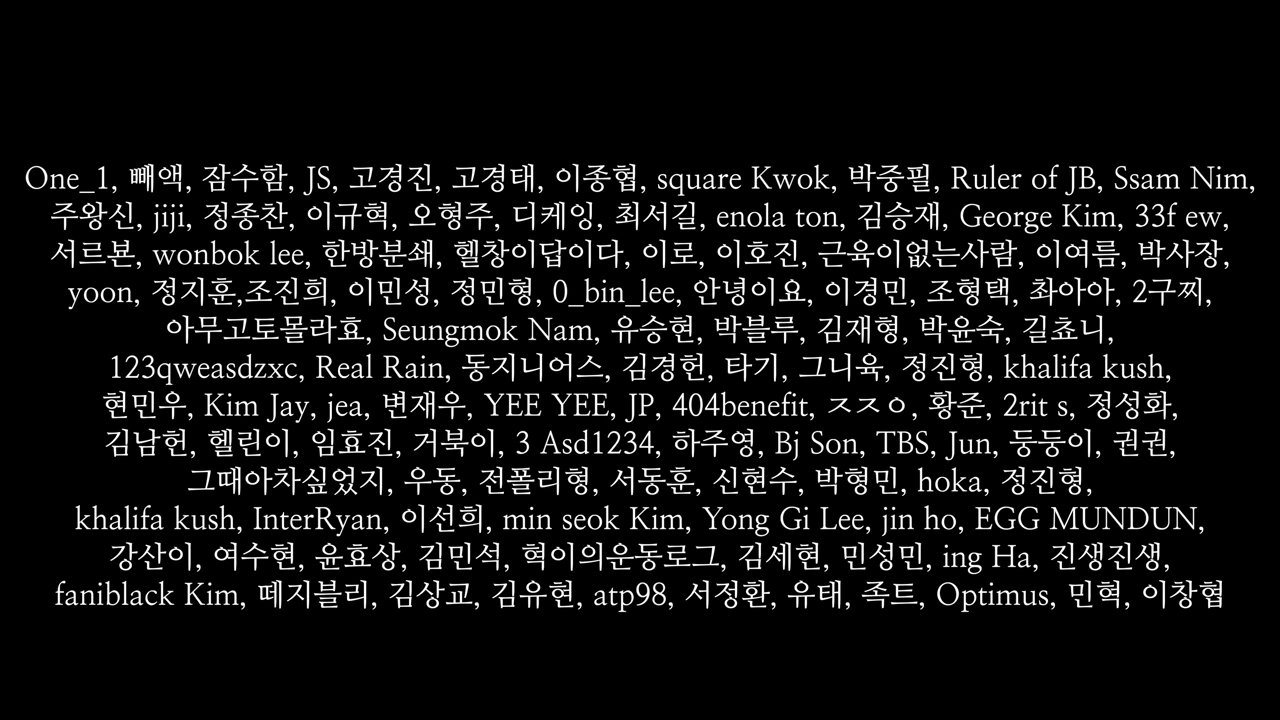 One_1, 빼액, 잠수함, JS, 고경진, 고경태, 이종협, square Kwok, 박중필, Ruler of JB, Ssam Nim,
주왕신, jiji, 정종찬, 이규혁, 오형주, 디케잉, 최서길, enola ton, 김승재, George Kim, 33f ew,
서르뵨, wonbok lee, 한방분쇄, 헬창이답이다, 이로, 이호진, 근육이없는사람, 이여름, 박사장,
yoon, 정지훈,조진희, 이민성, 정민형, 0_bin_lee, 안녕이요, 이경민, 조형택, 촤아아, 2구찌,
아무고토몰라효, Seungmok Nam, 유승현, 박블루, 김재형, 박윤숙, 길쵸니,
123qweasdzxc, Real Rain, 동지니어스, 김경헌, 타기, 그니육, 정진형, khalifa kush,
현민우, Kim Jay, jea, 변재우, YEE YEE, JP, 404benefit, ㅈㅈㅇ, 황준, 2rit s, 정성화,
김남헌, 헬린이, 임효진, 거북이, 3 Asd1234, 하주영, Bj Son, TBS, Jun, 둥둥이, 권권,
그때아차싶었지, 우동, 전폴리형, 서동훈, 신현수, 박형민, hoka, 정진형,
khalifa kush, InterRyan, 이선희, min seok Kim, Yong Gi Lee, jin ho, EGG MUNDUN,
강산이, 여수현, 윤효상, 김민석, 혁이의운동로그, 김세현, 민성민, ing Ha, 진생진생,
faniblack Kim, 떼지블리, 김상교, 김유현, atp98, 서정환, 유태, 족트, Optimus, 민혁, 이창협